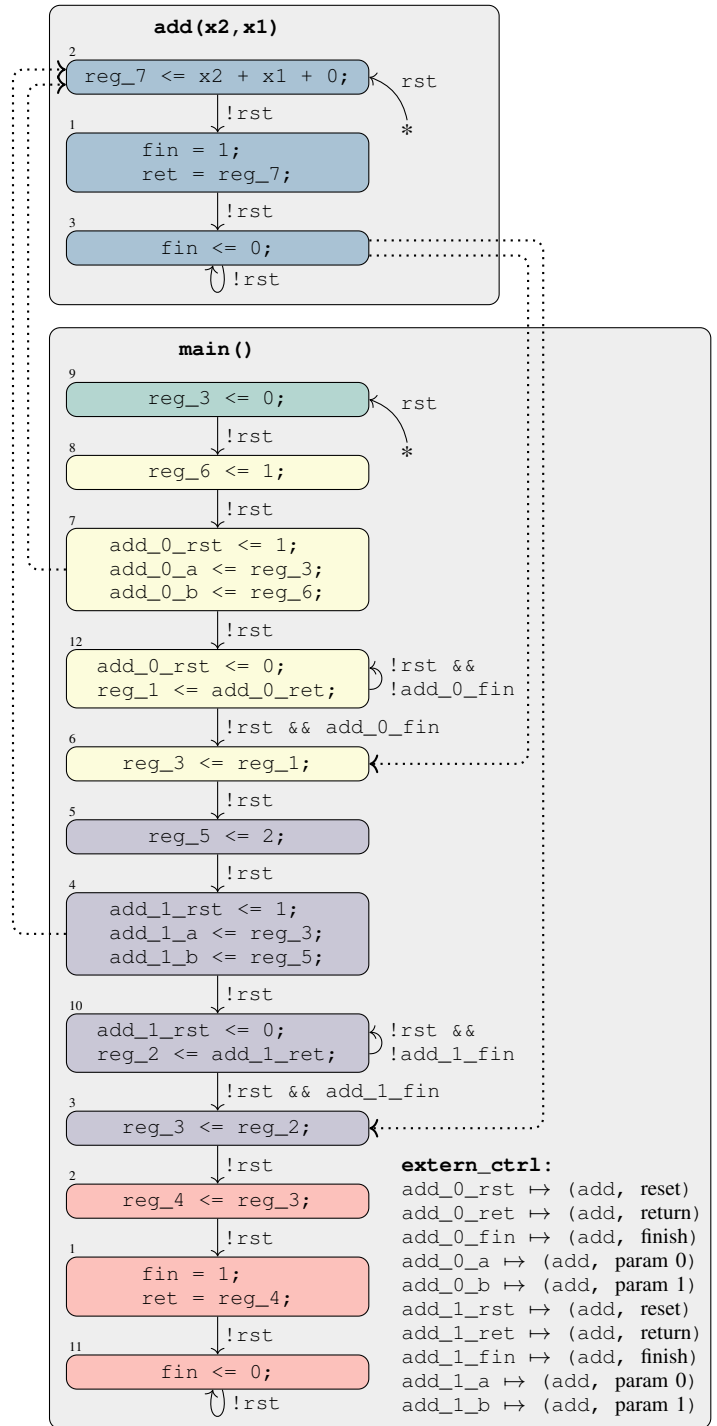 add(x2,x1)
2
reg_7 <= x2 + x1 + 0;
rst
*
!rst
1
fin = 1;
ret = reg_7;
!rst
3
fin <= 0;
!rst
main()
9
reg_3 <= 0;
rst
*
!rst
8
reg_6 <= 1;
!rst
7
add_0_rst <= 1;
add_0_a <= reg_3;
add_0_b <= reg_6;
!rst
12
add_0_rst <= 0;
reg_1 <= add_0_ret;
!rst &&
!add_0_fin
!rst && add_0_fin
6
reg_3 <= reg_1;
!rst
5
reg_5 <= 2;
!rst
4
add_1_rst <= 1;
add_1_a <= reg_3;
add_1_b <= reg_5;
!rst
10
add_1_rst <= 0;
reg_2 <= add_1_ret;
!rst &&
!add_1_fin
!rst && add_1_fin
3
reg_3 <= reg_2;
!rst
2
reg_4 <= reg_3;
!rst
1
fin = 1;
ret = reg_4;
!rst
11
fin <= 0;
!rst
extern_ctrl:
add_0_rst ↦ (add, reset)
add_0_ret ↦ (add, return)
add_0_fin ↦ (add, finish)
add_0_a ↦ (add, param 0)
add_0_b ↦ (add, param 1)
add_1_rst ↦ (add, reset)
add_1_ret ↦ (add, return)
add_1_fin ↦ (add, finish)
add_1_a ↦ (add, param 0)
add_1_b ↦ (add, param 1)